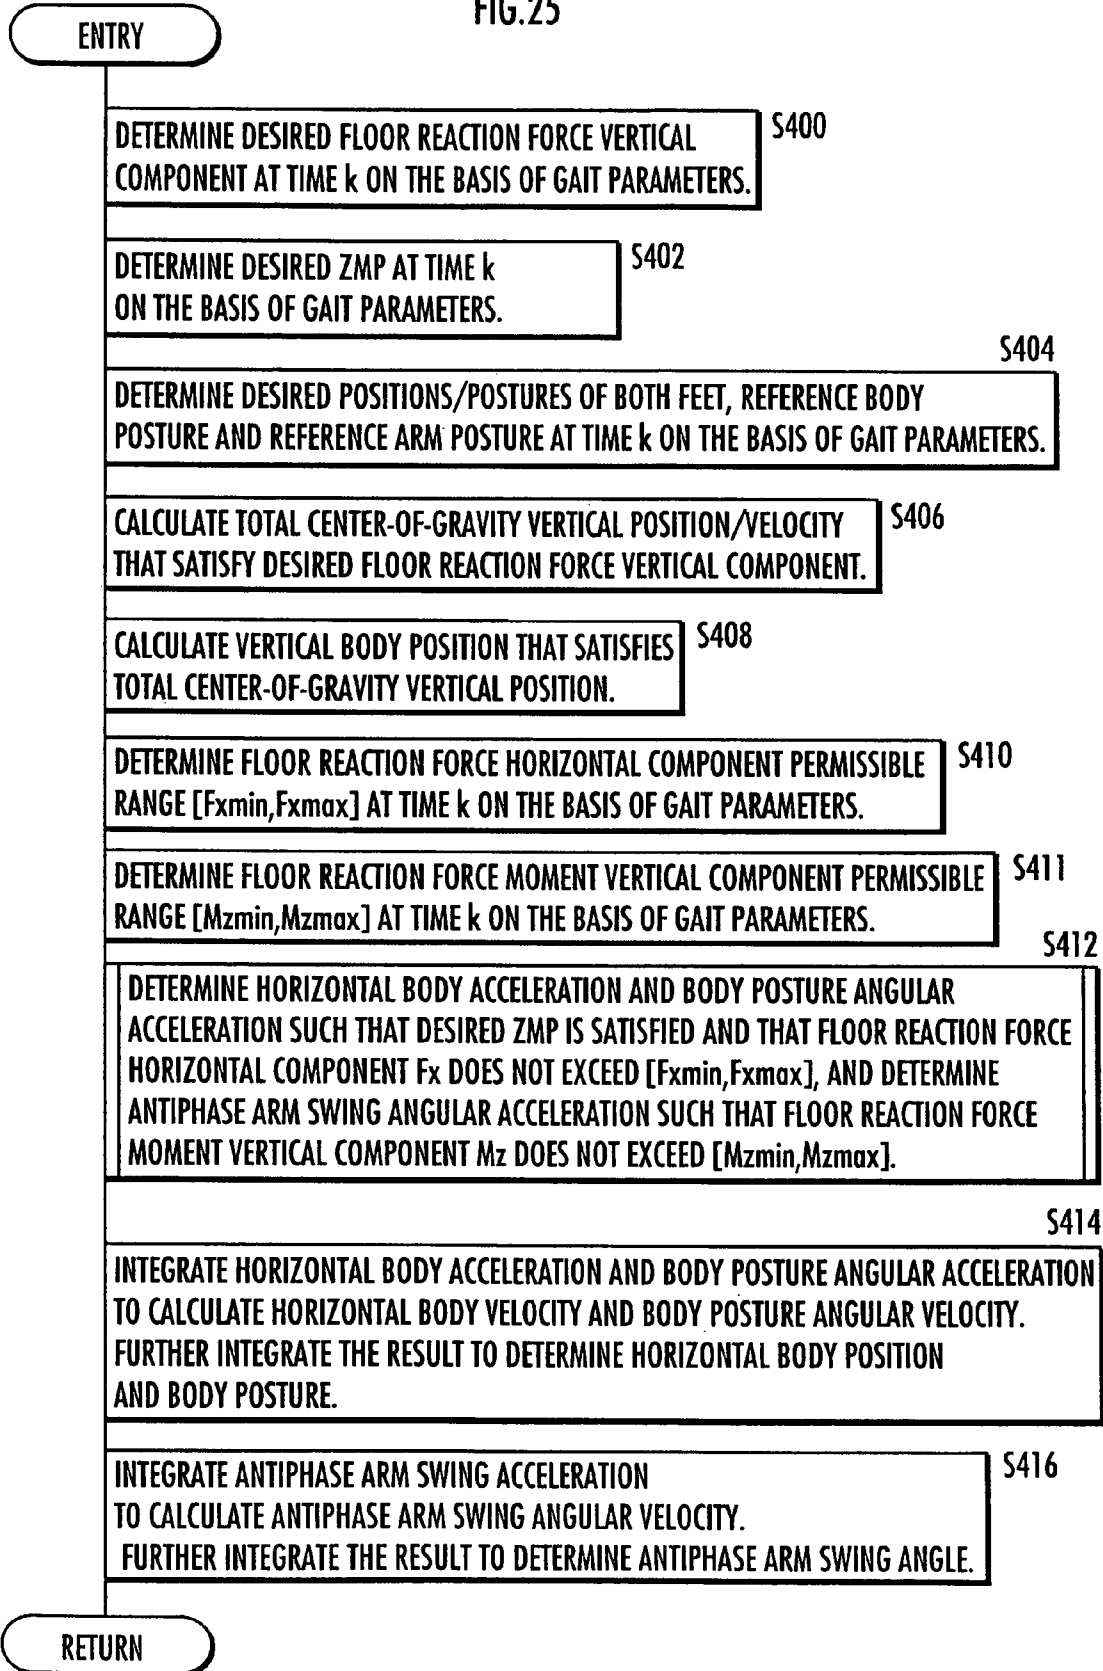 FIG.25
ENTRY
S400
DETERMINE DESIRED FLOOR REACTION FORCE VERTICAL
COMPONENT AT TIME k ON THE BASIS OF GAIT PARAMETERS.
S402
DETERMINE DESIRED ZMP AT TIME k
ON THE BASIS OF GAIT PARAMETERS.
S404
DETERMINE DESIRED POSITIONS/POSTURES OF BOTH FEET, REFERENCE BODY
POSTURE AND REFERENCE ARM POSTURE AT TIME k ON THE BASIS OF GAIT PARAMETERS.
S406
CALCULATE TOTAL CENTER-OF-GRAVITY VERTICAL POSITION/VELOCITY
THAT SATISFY DESIRED FLOOR REACTION FORCE VERTICAL COMPONENT.
S408
CALCULATE VERTICAL BODY POSITION THAT SATISFIES
TOTAL CENTER-OF-GRAVITY VERTICAL POSITION.
S410
DETERMINE FLOOR REACTION FORCE HORIZONTAL COMPONENT PERMISSIBLE
RANGE [Fxmin,Fxmax] AT TIME k ON THE BASIS OF GAIT PARAMETERS.
S411
DETERMINE FLOOR REACTION FORCE MOMENT VERTICAL COMPONENT PERMISSIBLE
RANGE [Mzmin,Mzmax] AT TIME k ON THE BASIS OF GAIT PARAMETERS.
S412
DETERMINE HORIZONTAL BODY ACCELERATION AND BODY POSTURE ANGULAR
ACCELERATION SUCH THAT DESIRED ZMP IS SATISFIED AND THAT FLOOR REACTION FORCE
HORIZONTAL COMPONENT Fx DOES NOT EXCEED [Fxmin,Fxmax], AND DETERMINE
ANTIPHASE ARM SWING ANGULAR ACCELERATION SUCH THAT FLOOR REACTION FORCE
MOMENT VERTICAL COMPONENT Mz DOES NOT EXCEED [Mzmin,Mzmax].
S414
INTEGRATE HORIZONTAL BODY ACCELERATION AND BODY POSTURE ANGULAR ACCELERATION
TO CALCULATE HORIZONTAL BODY VELOCITY AND BODY POSTURE ANGULAR VELOCITY.
FURTHER INTEGRATE THE RESULT TO DETERMINE HORIZONTAL BODY POSITION
AND BODY POSTURE.
S416
INTEGRATE ANTIPHASE ARM SWING ACCELERATION
TO CALCULATE ANTIPHASE ARM SWING ANGULAR VELOCITY.
FURTHER INTEGRATE THE RESULT TO DETERMINE ANTIPHASE ARM SWING ANGLE.
RETURN